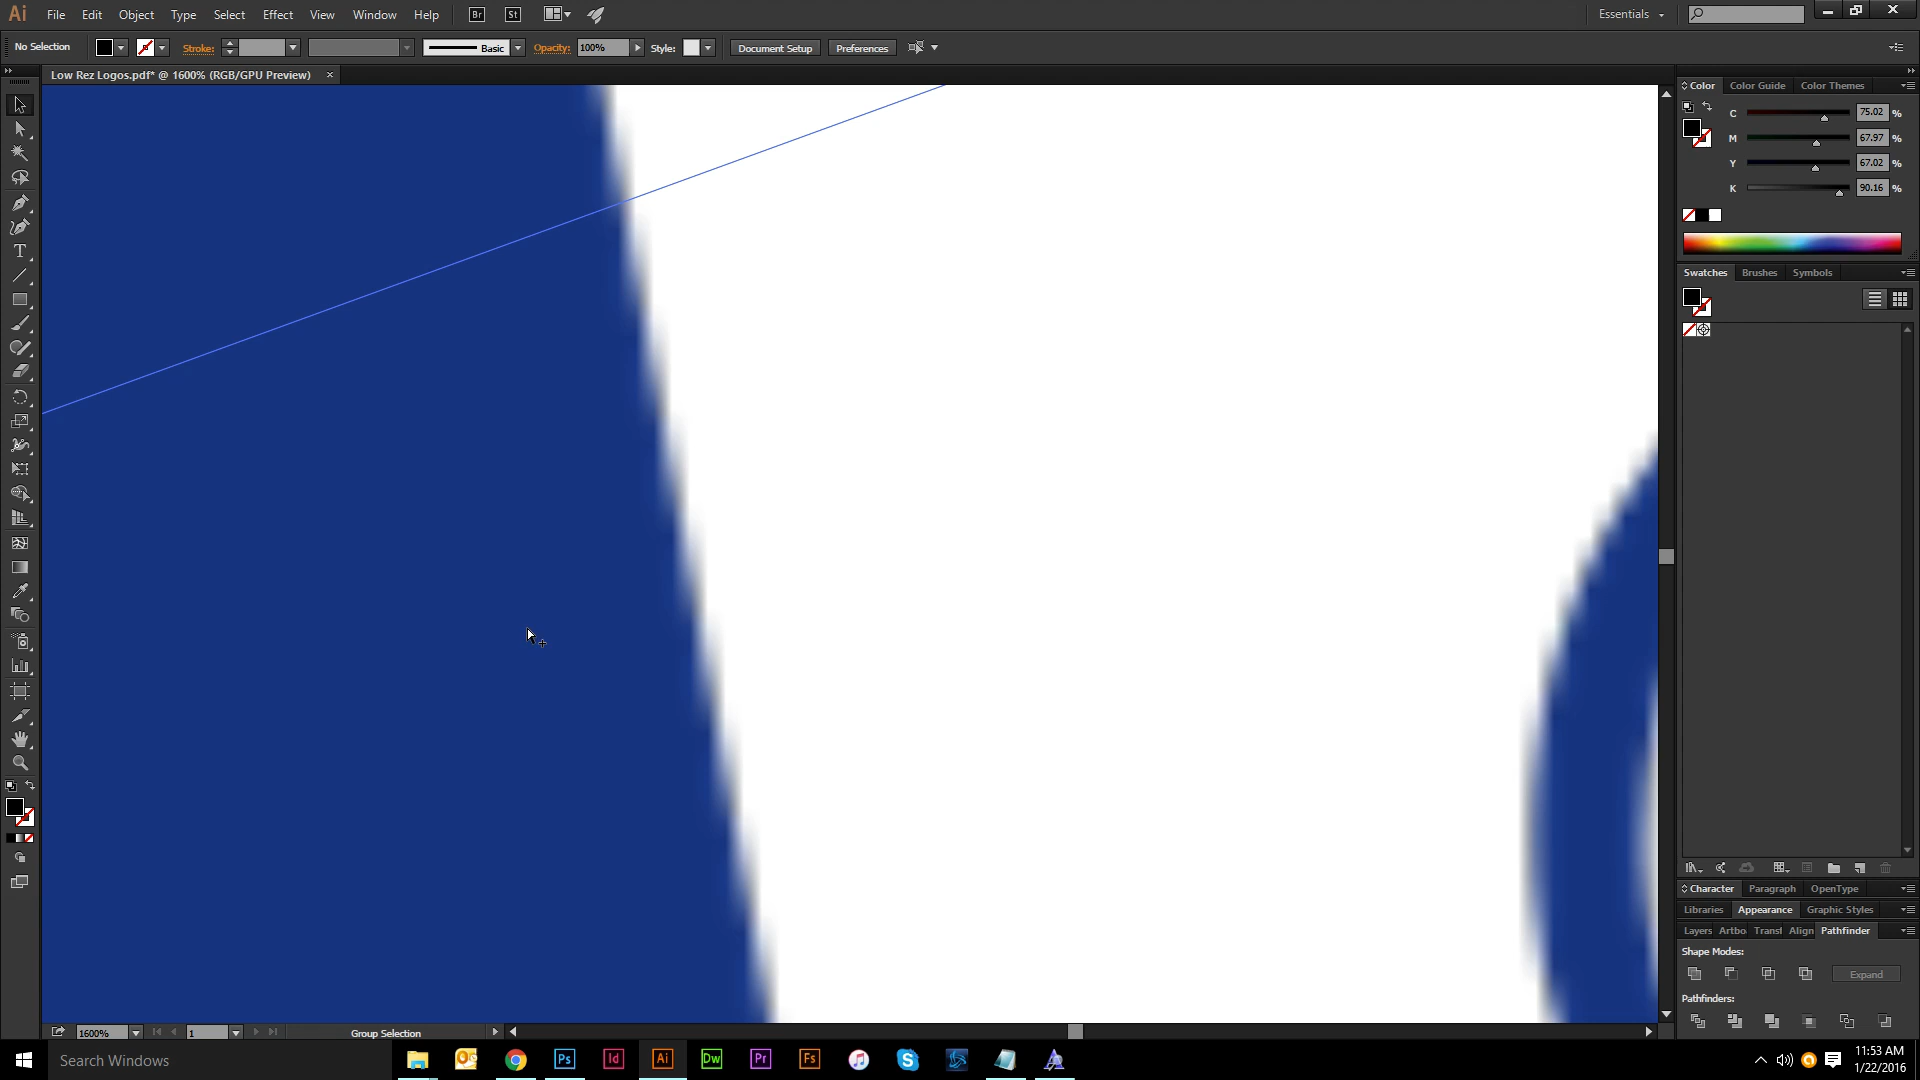 Ai File Edit Object Type Select Effect View Window Help Br St Essentials
No Selection Stroke: Basic Opacity: 100% Style: Document Setup Preferences
Low Rez Logos.pdf* @ 1600% (RGB/GPU Preview) ×
Color Color Guide Color Themes
C 75.02 %
M 67.97 %
Y 67.02 %
K 90.16 %
Swatches Brushes Symbols
Character Paragraph OpenType
Libraries Appearance Graphic Styles
Layers Artbo Transf Align Pathfinder
Shape Modes:
Expand
Pathfinders:
1600% 1 Group Selection
Search Windows
Ps Id Ai Dw Pr Fs
11:53 AM
1/22/2016